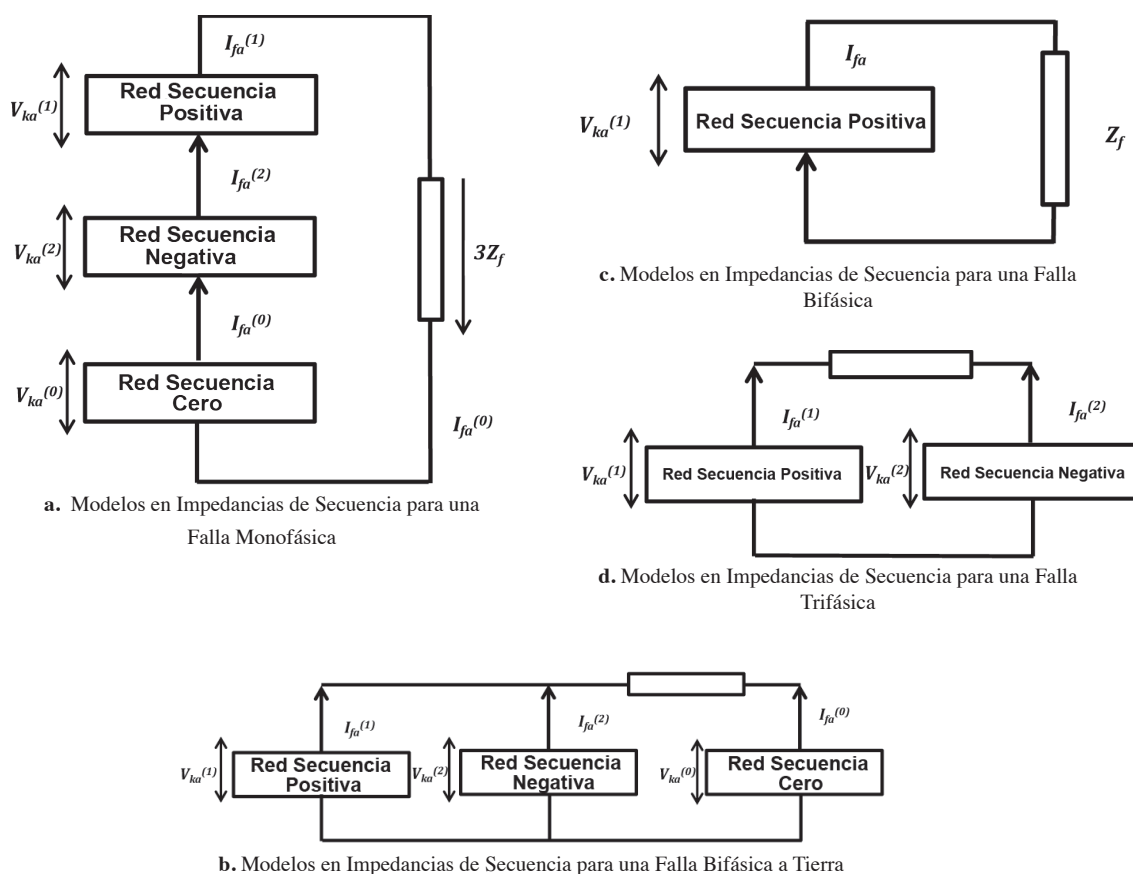 I_fa^(1)
V_ka^(1)
Red Secuencia
Positiva
I_fa^(2)
V_ka^(2)
Red Secuencia
Negativa
3Z_f
I_fa^(0)
V_ka^(0)
Red Secuencia
Cero
I_fa^(0)
a. Modelos en Impedancias de Secuencia para una
Falla Monofásica
I_fa
V_ka^(1)
Red Secuencia Positiva
Z_f
c. Modelos en Impedancias de Secuencia para una Falla
Bifásica
I_fa^(1)
I_fa^(2)
V_ka^(1)
Red Secuencia Positiva
V_ka^(2)
Red Secuencia Negativa
d. Modelos en Impedancias de Secuencia para una Falla
Trifásica
I_fa^(1)
I_fa^(2)
I_fa^(0)
V_ka^(1)
Red Secuencia
Positiva
V_ka^(2)
Red Secuencia
Negativa
V_ka^(0)
Red Secuencia
Cero
b. Modelos en Impedancias de Secuencia para una Falla Bifásica a Tierra